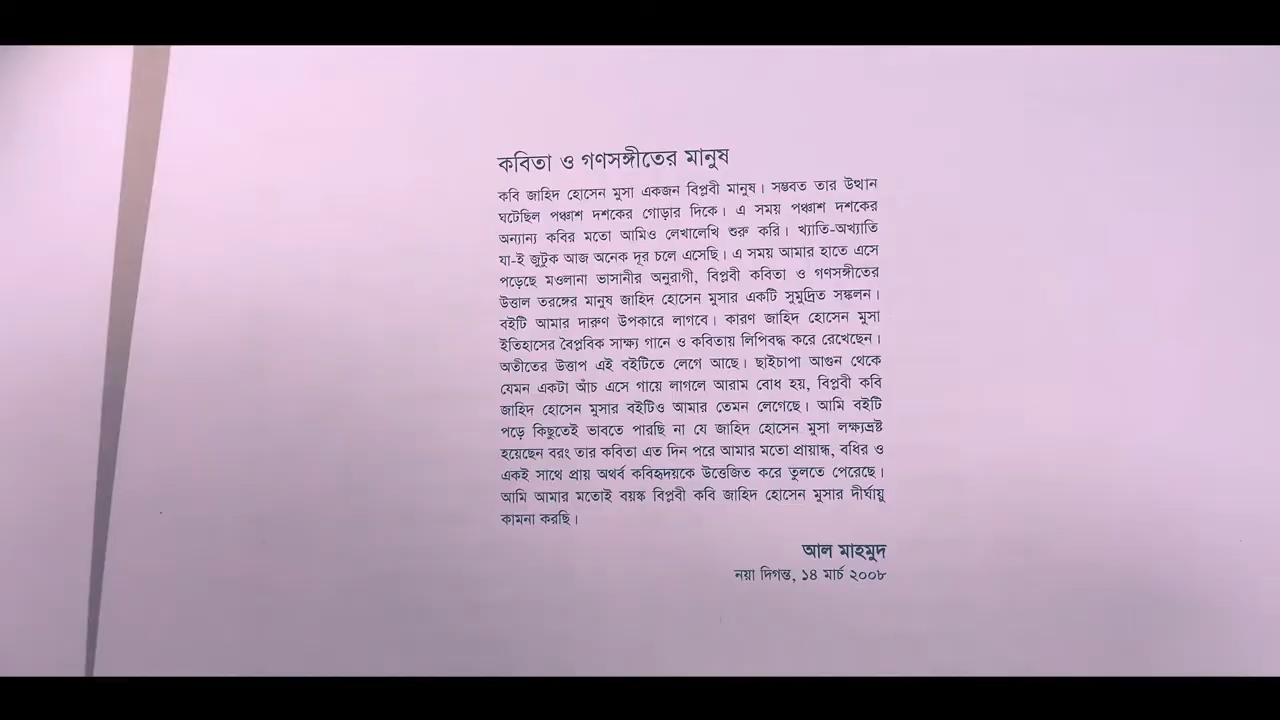 কবিতা ও গণসঙ্গীতের মানুষ
কবি জাহিদ হোসেন মুসা একজন বিপ্লবী মানুষ। সম্ভবত তার উত্থান
ঘটেছিল পঞ্চাশ দশকের গোড়ার দিকে। এ সময় পঞ্চাশ দশকের
অন্যান্য কবির মতো আমিও লেখালেখি শুরু করি। খ্যাতি-অখ্যাতি
যা-ই জুটুক আজ অনেক দূর চলে এসেছি। এ সময় আমার হাতে এসে
পড়েছে মওলানা ভাসানীর অনুরাগী, বিপ্লবী কবিতা ও গণসঙ্গীতের
উত্তাল তরঙ্গের মানুষ জাহিদ হোসেন মুসার একটি সুমুদ্রিত সঙ্কলন।
বইটি আমার দারুণ উপকারে লাগবে। কারণ জাহিদ হোসেন মুসা
ইতিহাসের বৈপ্লবিক সাক্ষ্য গানে ও কবিতায় লিপিবদ্ধ করে রেখেছেন।
অতীতের উত্তাপ এই বইটিতে লেগে আছে। ছাইচাপা আগুন থেকে
যেমন একটা আঁচ এসে গায়ে লাগলে আরাম বোধ হয়, বিপ্লবী কবি
জাহিদ হোসেন মুসার বইটিও আমার তেমন লেগেছে। আমি বইটি
পড়ে কিছুতেই ভাবতে পারছি না যে জাহিদ হোসেন মুসা লক্ষ্যভ্রষ্ট
হয়েছেন বরং তার কবিতা এত দিন পরে আমার মতো প্রায়ান্ধ, বধির ও
একই সাথে প্রায় অথর্ব কবিহৃদয়কে উত্তেজিত করে তুলতে পেরেছে।
আমি আমার মতোই বয়স্ক বিপ্লবী কবি জাহিদ হোসেন মুসার দীর্ঘায়ু
কামনা করছি।
আল মাহমুদ
নয়া দিগন্ত, ১৪ মার্চ ২০০৮